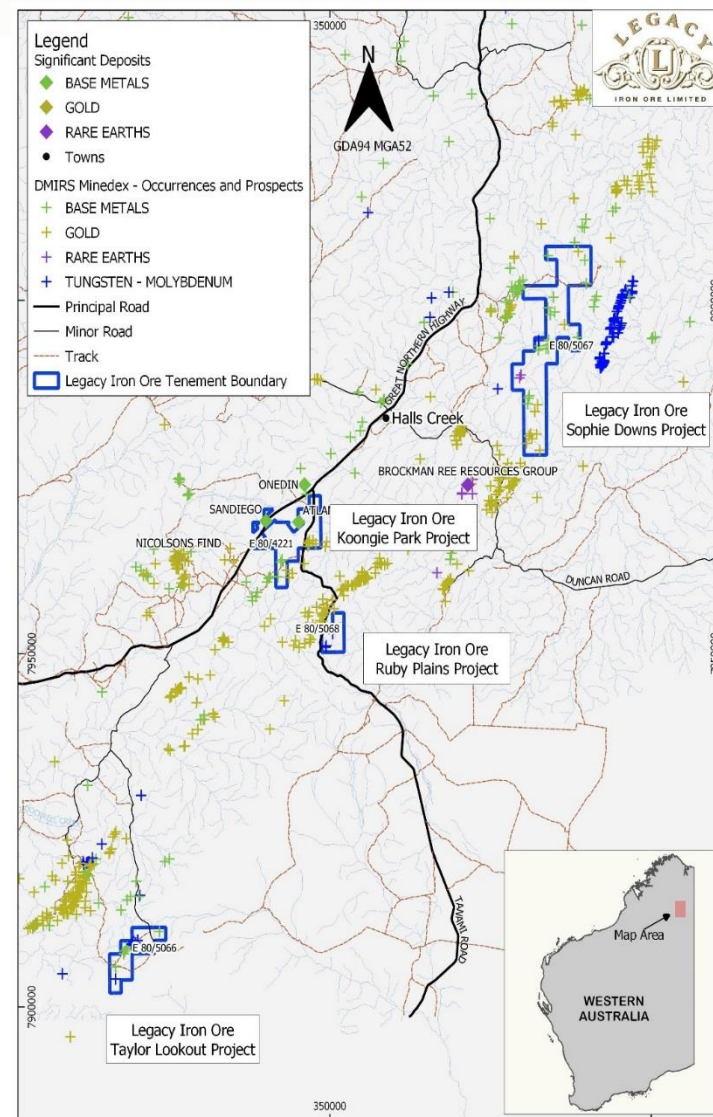 350000
LEGACY
LJ
IRON ORE LIMITED
Legend
Significant Deposits
BASE METALS
GOLD
RARE EARTHS
Towns
DMIRS Minedex - Occurrences and Prospects
BASE METALS
GOLD
RARE EARTHS
TUNGSTEN - MOLYBDENUM
Principal Road
Minor Road
Track
Legacy Iron Ore Tenement Boundary
N
GDA94 MGA52
GREAT NORTHERN HIGHWAY
E 80/5067
Halls Creek
Legacy Iron Ore
Sophie Downs Project
BROCKMAN REE RESOURCES GROUP
ONEDIN
SANDIEGO
ATLAN
E 80/4221
Legacy Iron Ore
Koongie Park Project
NICOLSONS FIND
DUNCAN ROAD
E 80/5068
Legacy Iron Ore
Ruby Plains Project
7950000
7950000
TANAMI ROAD
E 80/5066
7900000
Legacy Iron Ore
Taylor Lookout Project
Map Area
WESTERN
AUSTRALIA
350000